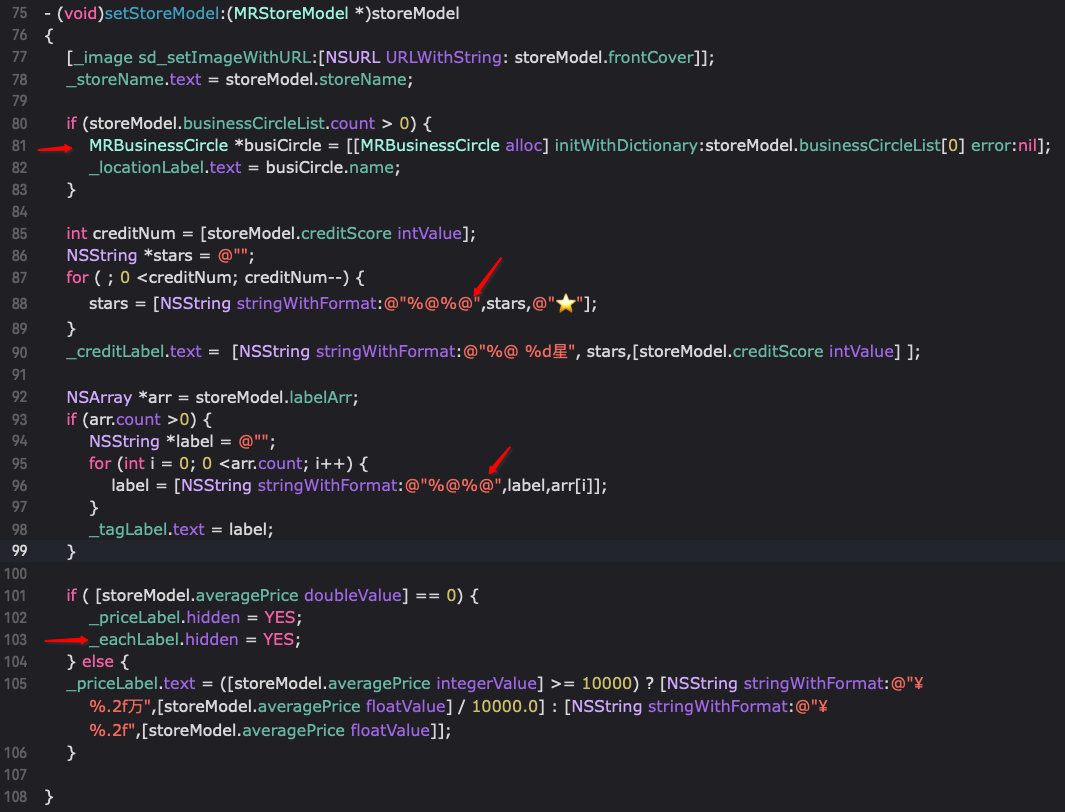 75 - (void)setStoreModel:(MRStoreModel *)storeModel
76 {
77 [_image sd_setImageWithURL:[NSURL URLWithString: storeModel.frontCover]];
78 _storeName.text = storeModel.storeName;
79
80 if (storeModel.businessCircleList.count > 0) {
81 MRBusinessCircle *busiCircle = [[MRBusinessCircle alloc] initWithDictionary:storeModel.businessCircleList[0] error:nil];
82 _locationLabel.text = busiCircle.name;
83 }
84
85 int creditNum = [storeModel.creditScore intValue];
86 NSString *stars = @"";
87 for ( ; 0 <creditNum; creditNum--) {
88 stars = [NSString stringWithFormat:@"%@%@",stars,@"⭐"];
89 }
90 _creditLabel.text =  [NSString stringWithFormat:@"%@ %d星", stars,[storeModel.creditScore intValue] ];
91
92 NSArray *arr = storeModel.labelArr;
93 if (arr.count >0) {
94 NSString *label = @"";
95 for (int i = 0; 0 <arr.count; i++) {
96 label = [NSString stringWithFormat:@"%@%@",label,arr[i]];
97 }
98 _tagLabel.text = label;
99 }
100
101 if ( [storeModel.averagePrice doubleValue] == 0) {
102 _priceLabel.hidden = YES;
103 _eachLabel.hidden = YES;
104 } else {
105 _priceLabel.text = ([storeModel.averagePrice integerValue] >= 10000) ? [NSString stringWithFormat:@"¥
%.2f万",[storeModel.averagePrice floatValue] / 10000.0] : [NSString stringWithFormat:@"¥
%.2f",[storeModel.averagePrice floatValue]];
106 }
107
108 }